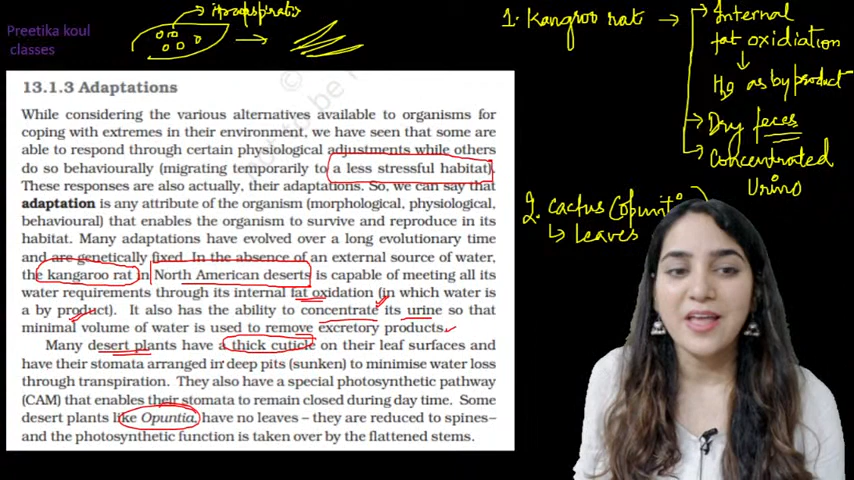 Preetika koul
classes
transpiratio
1. Kangroo rat →
Internal
fat oxidiation
↓
H2O as by product
Dry feces
Concentrated
Urine
2. cactus (opuntia)
↳ leaves
13.1.3 Adaptations
While considering the various alternatives available to organisms for
coping with extremes in their environment, we have seen that some are
able to respond through certain physiological adjustments while others
do so behaviourally (migrating temporarily to a less stressful habitat).
These responses are also actually, their adaptations. So, we can say that
adaptation is any attribute of the organism (morphological, physiological,
behavioural) that enables the organism to survive and reproduce in its
habitat. Many adaptations have evolved over a long evolutionary time
and are genetically fixed. In the absence of an external source of water,
the kangaroo rat in North American deserts is capable of meeting all its
water requirements through its internal fat oxidation (in which water is
a by product). It also has the ability to concentrate its urine so that
minimal volume of water is used to remove excretory products.
Many desert plants have a thick cuticle on their leaf surfaces and
have their stomata arranged in deep pits (sunken) to minimise water loss
through transpiration. They also have a special photosynthetic pathway
(CAM) that enables their stomata to remain closed during day time. Some
desert plants like Opuntia, have no leaves – they are reduced to spines–
and the photosynthetic function is taken over by the flattened stems.